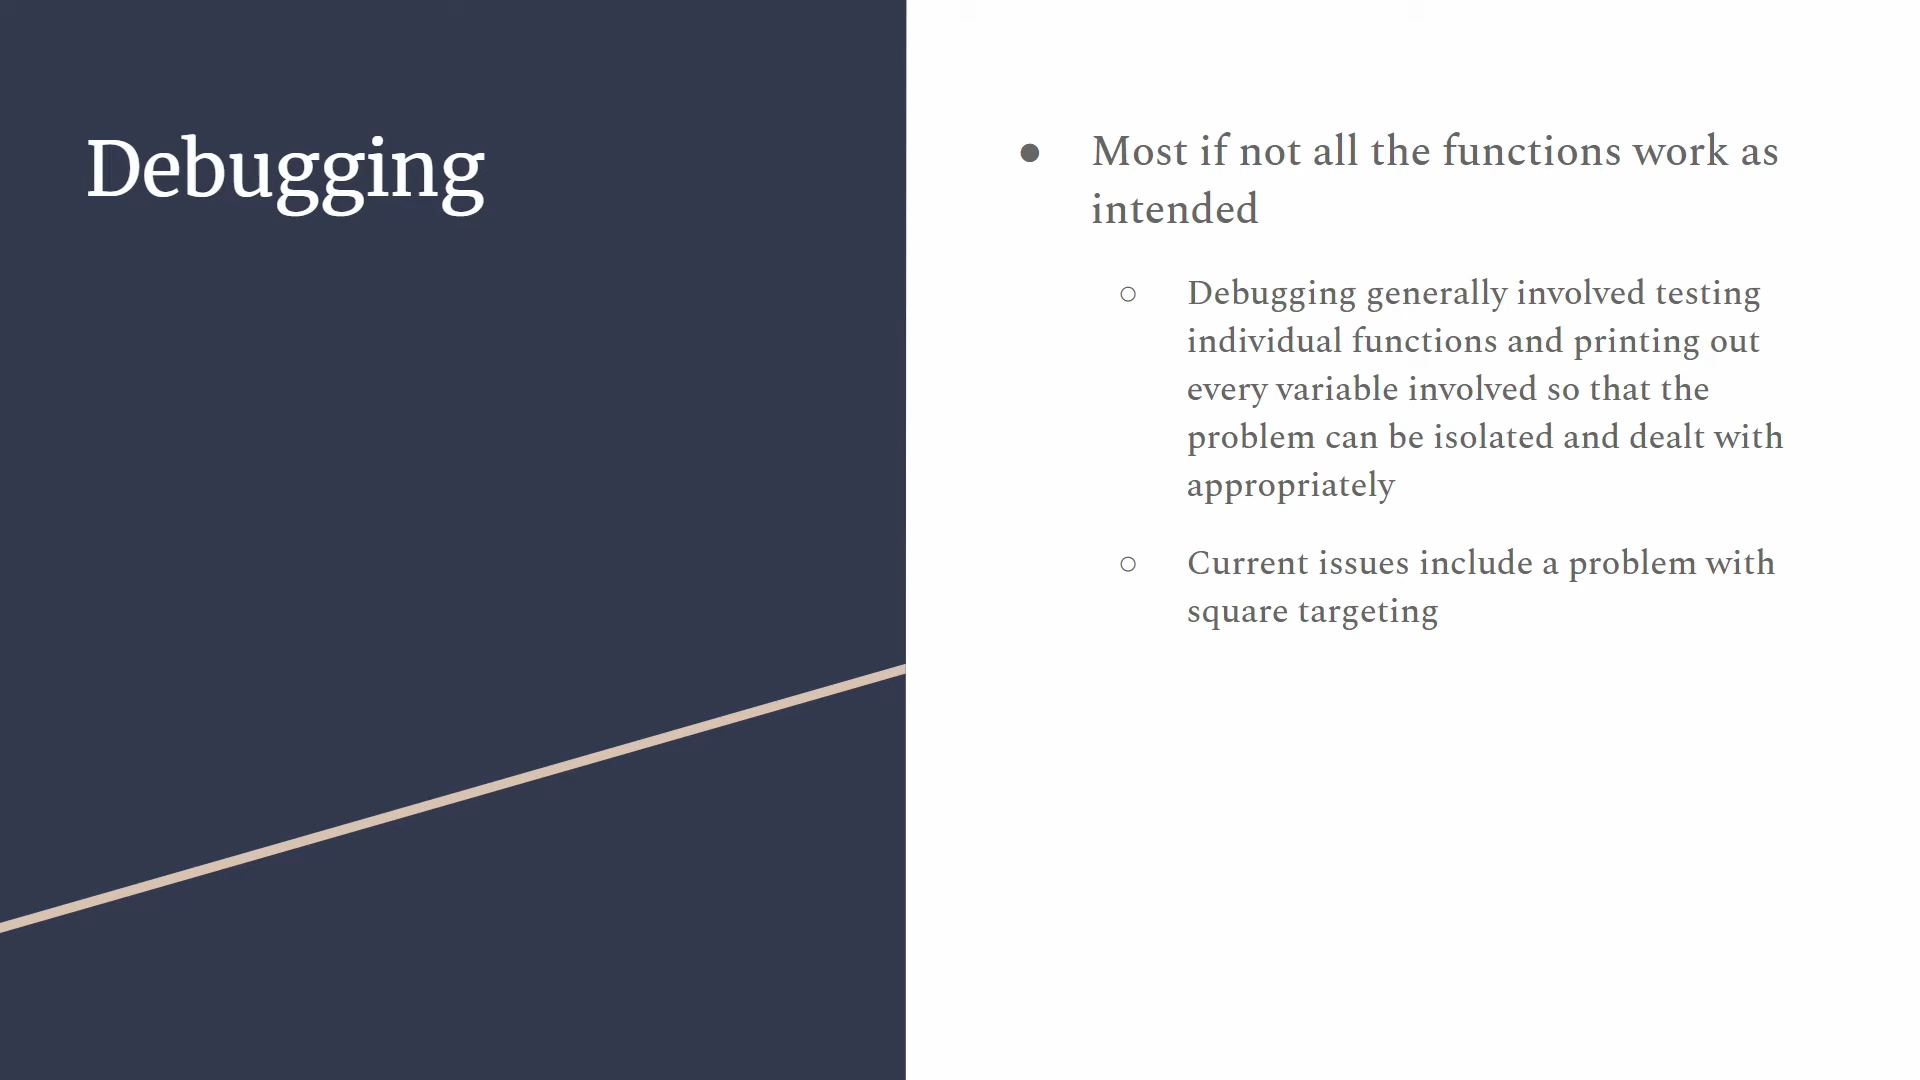 Debugging
● Most if not all the functions work as
intended
○ Debugging generally involved testing
individual functions and printing out
every variable involved so that the
problem can be isolated and dealt with
appropriately
○ Current issues include a problem with
square targeting